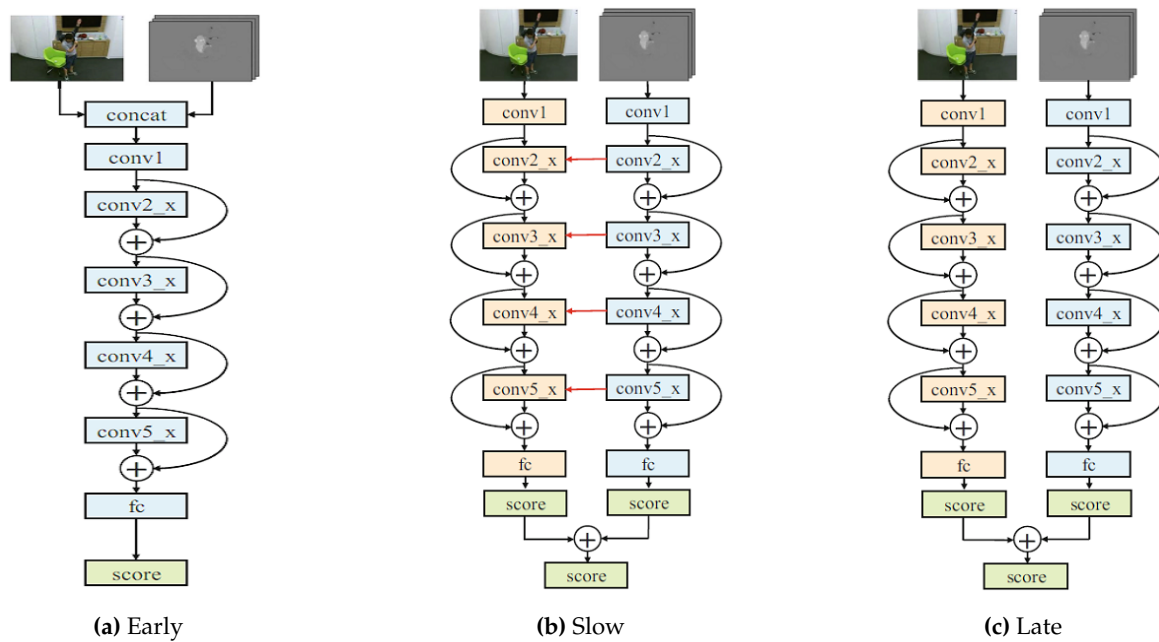 concat
conv1
conv2_x
conv3_x
conv4_x
conv5_x
fc
score
(a) Early
conv1 conv1
conv2_x conv2_x
conv3_x conv3_x
conv4_x conv4_x
conv5_x conv5_x
fc fc
score score
score
(b) Slow
conv1 conv1
conv2_x conv2_x
conv3_x conv3_x
conv4_x conv4_x
conv5_x conv5_x
fc fc
score score
score
(c) Late